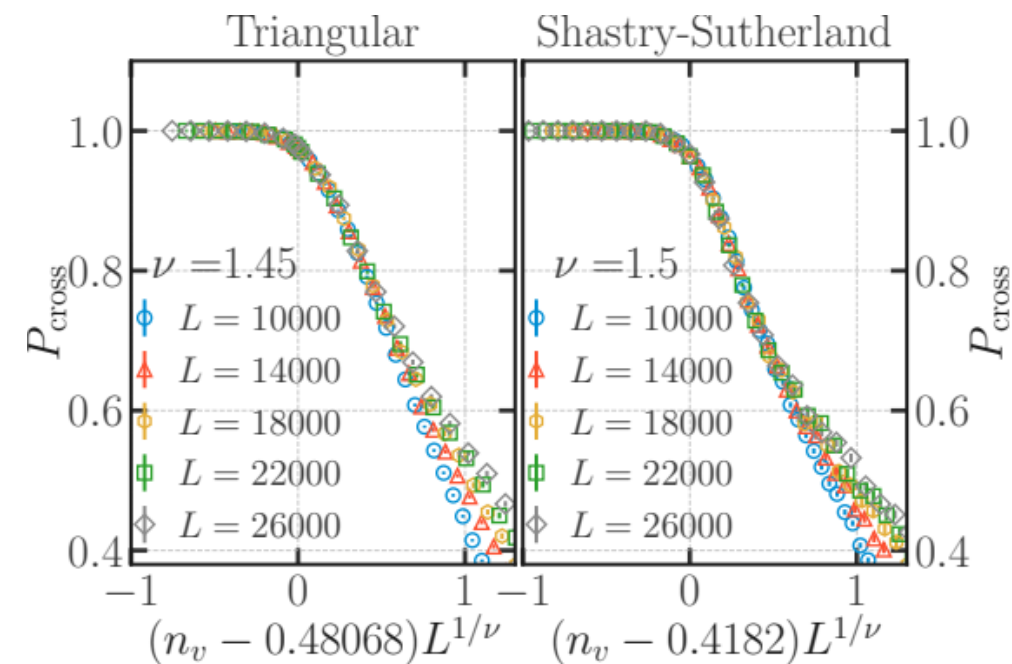 Triangular
Shastry-Sutherland
1.0
0.8
0.6
0.4
P_cross
ν =1.45
L = 10000
L = 14000
L = 18000
L = 22000
L = 26000
−1 0 1
(n_v − 0.48068)L^{1/ν}
ν =1.5
L = 10000
L = 14000
L = 18000
L = 22000
L = 26000
−1 0 1
(n_v − 0.4182)L^{1/ν}
1.0
0.8
0.6
0.4
P_cross